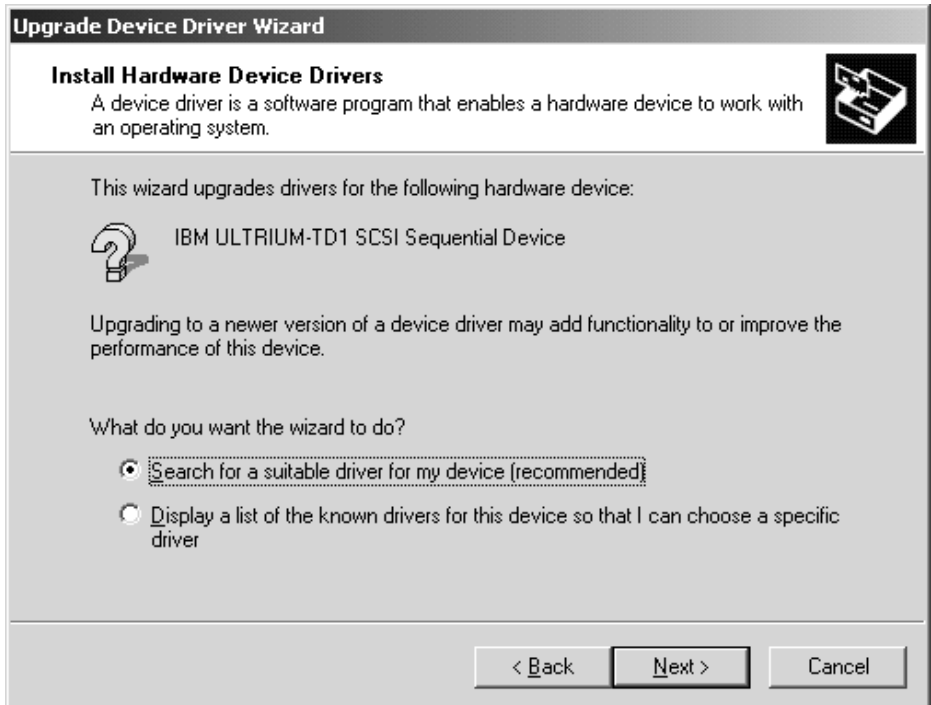 Upgrade Device Driver Wizard
Install Hardware Device Drivers
A device driver is a software program that enables a hardware device to work with
an operating system.
This wizard upgrades drivers for the following hardware device:
IBM ULTRIUM-TD1 SCSI Sequential Device
Upgrading to a newer version of a device driver may add functionality to or improve the
performance of this device.
What do you want the wizard to do?
Search for a suitable driver for my device (recommended)
Display a list of the known drivers for this device so that I can choose a specific
driver
< Back Next > Cancel